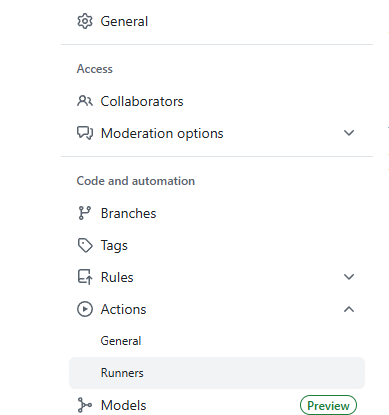 General
Access
Collaborators
Moderation options
Code and automation
Branches
Tags
Rules
Actions
General
Runners
Models Preview